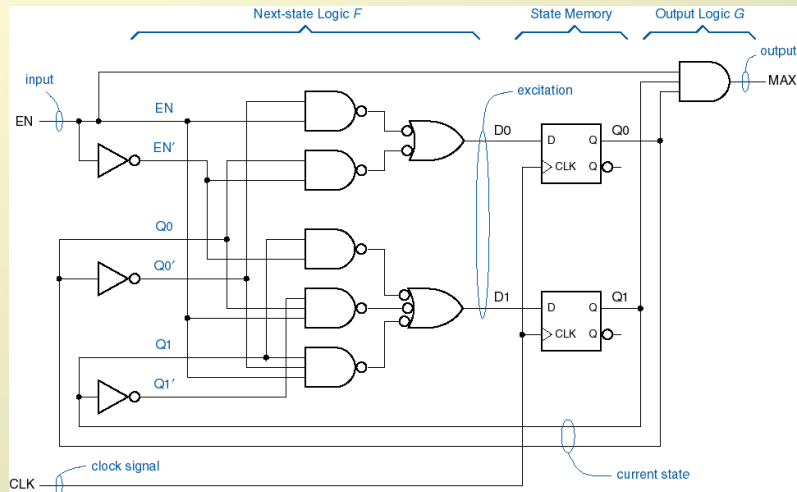 Next-state Logic F
State Memory
Output Logic G
input
output
EN
EN
MAX
excitation
D0
Q0
D Q
CLK Q
EN′
Q0
Q0′
D1
Q1
D Q
CLK Q
Q1
Q1′
clock signal
current state
CLK